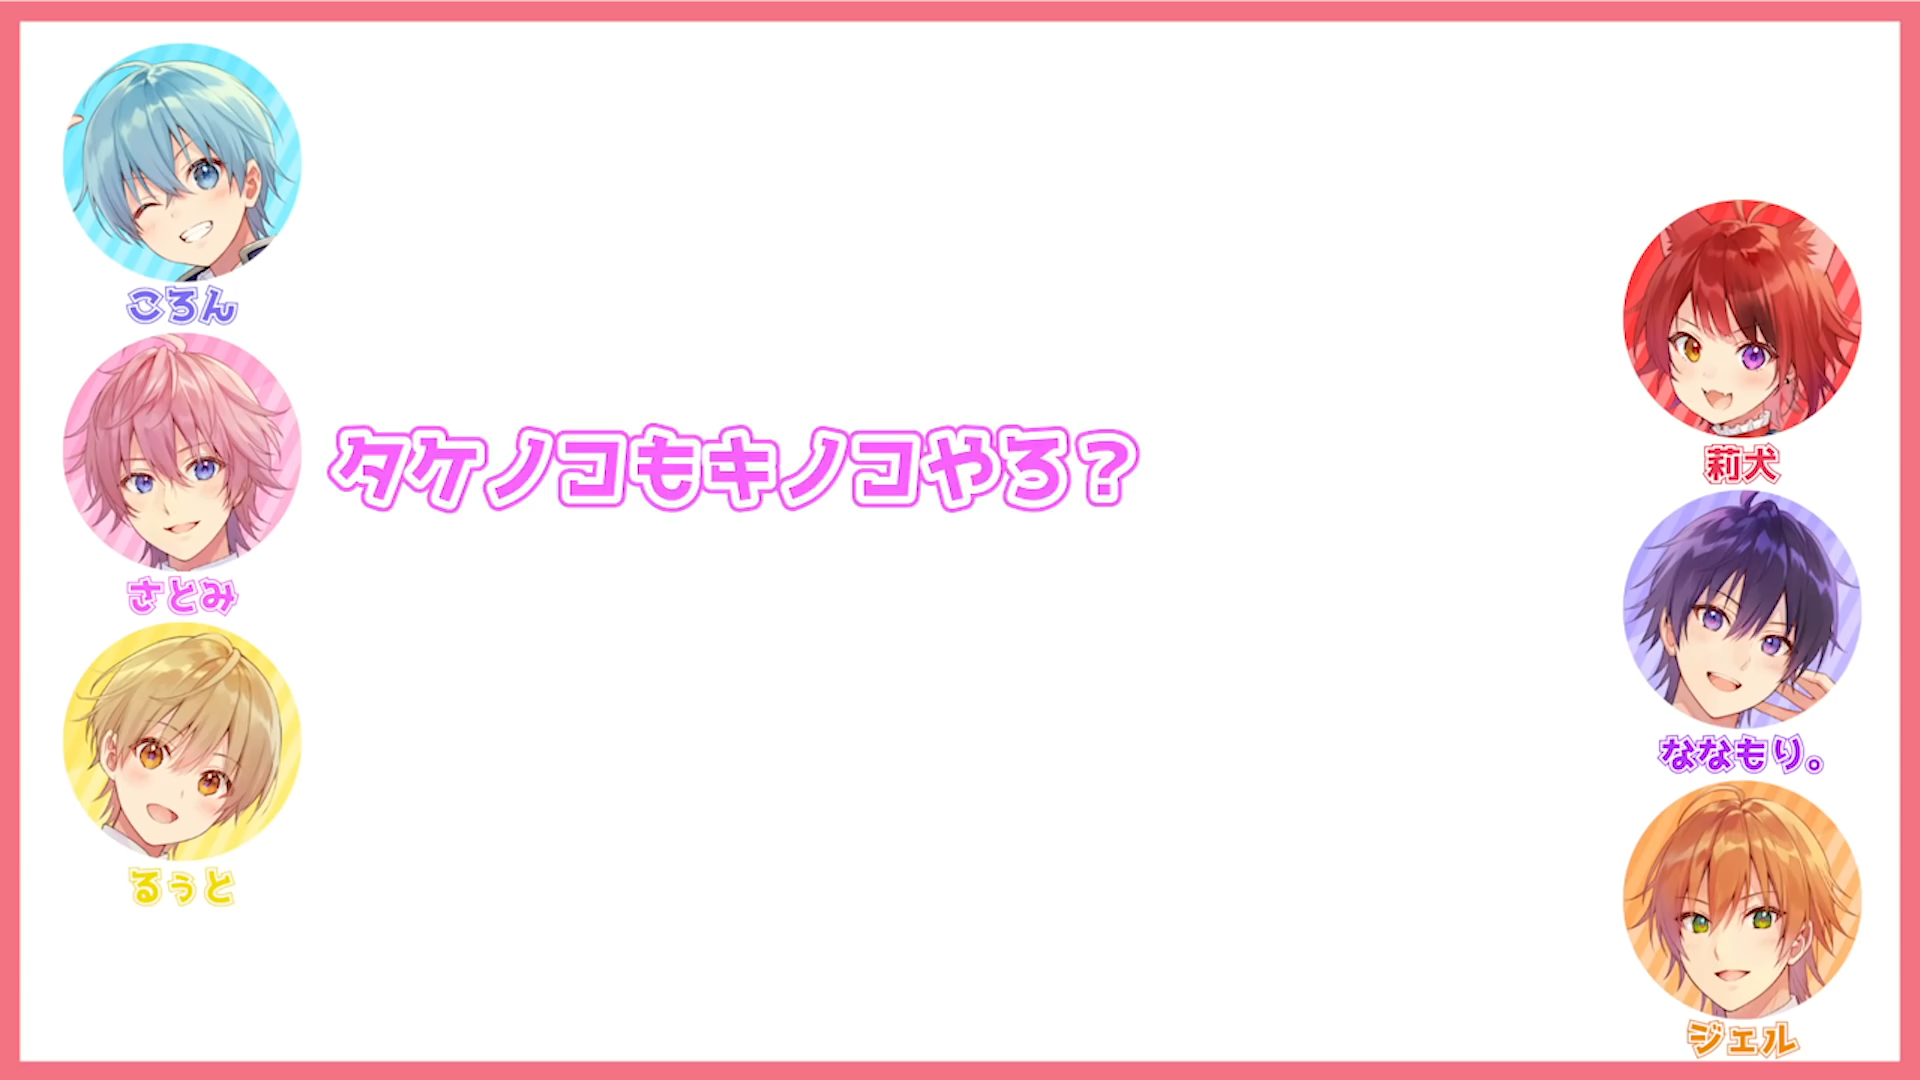 ころん
さとみ
タケノコもキノコやろ？
るぅと
莉犬
ななもり。
ジェル